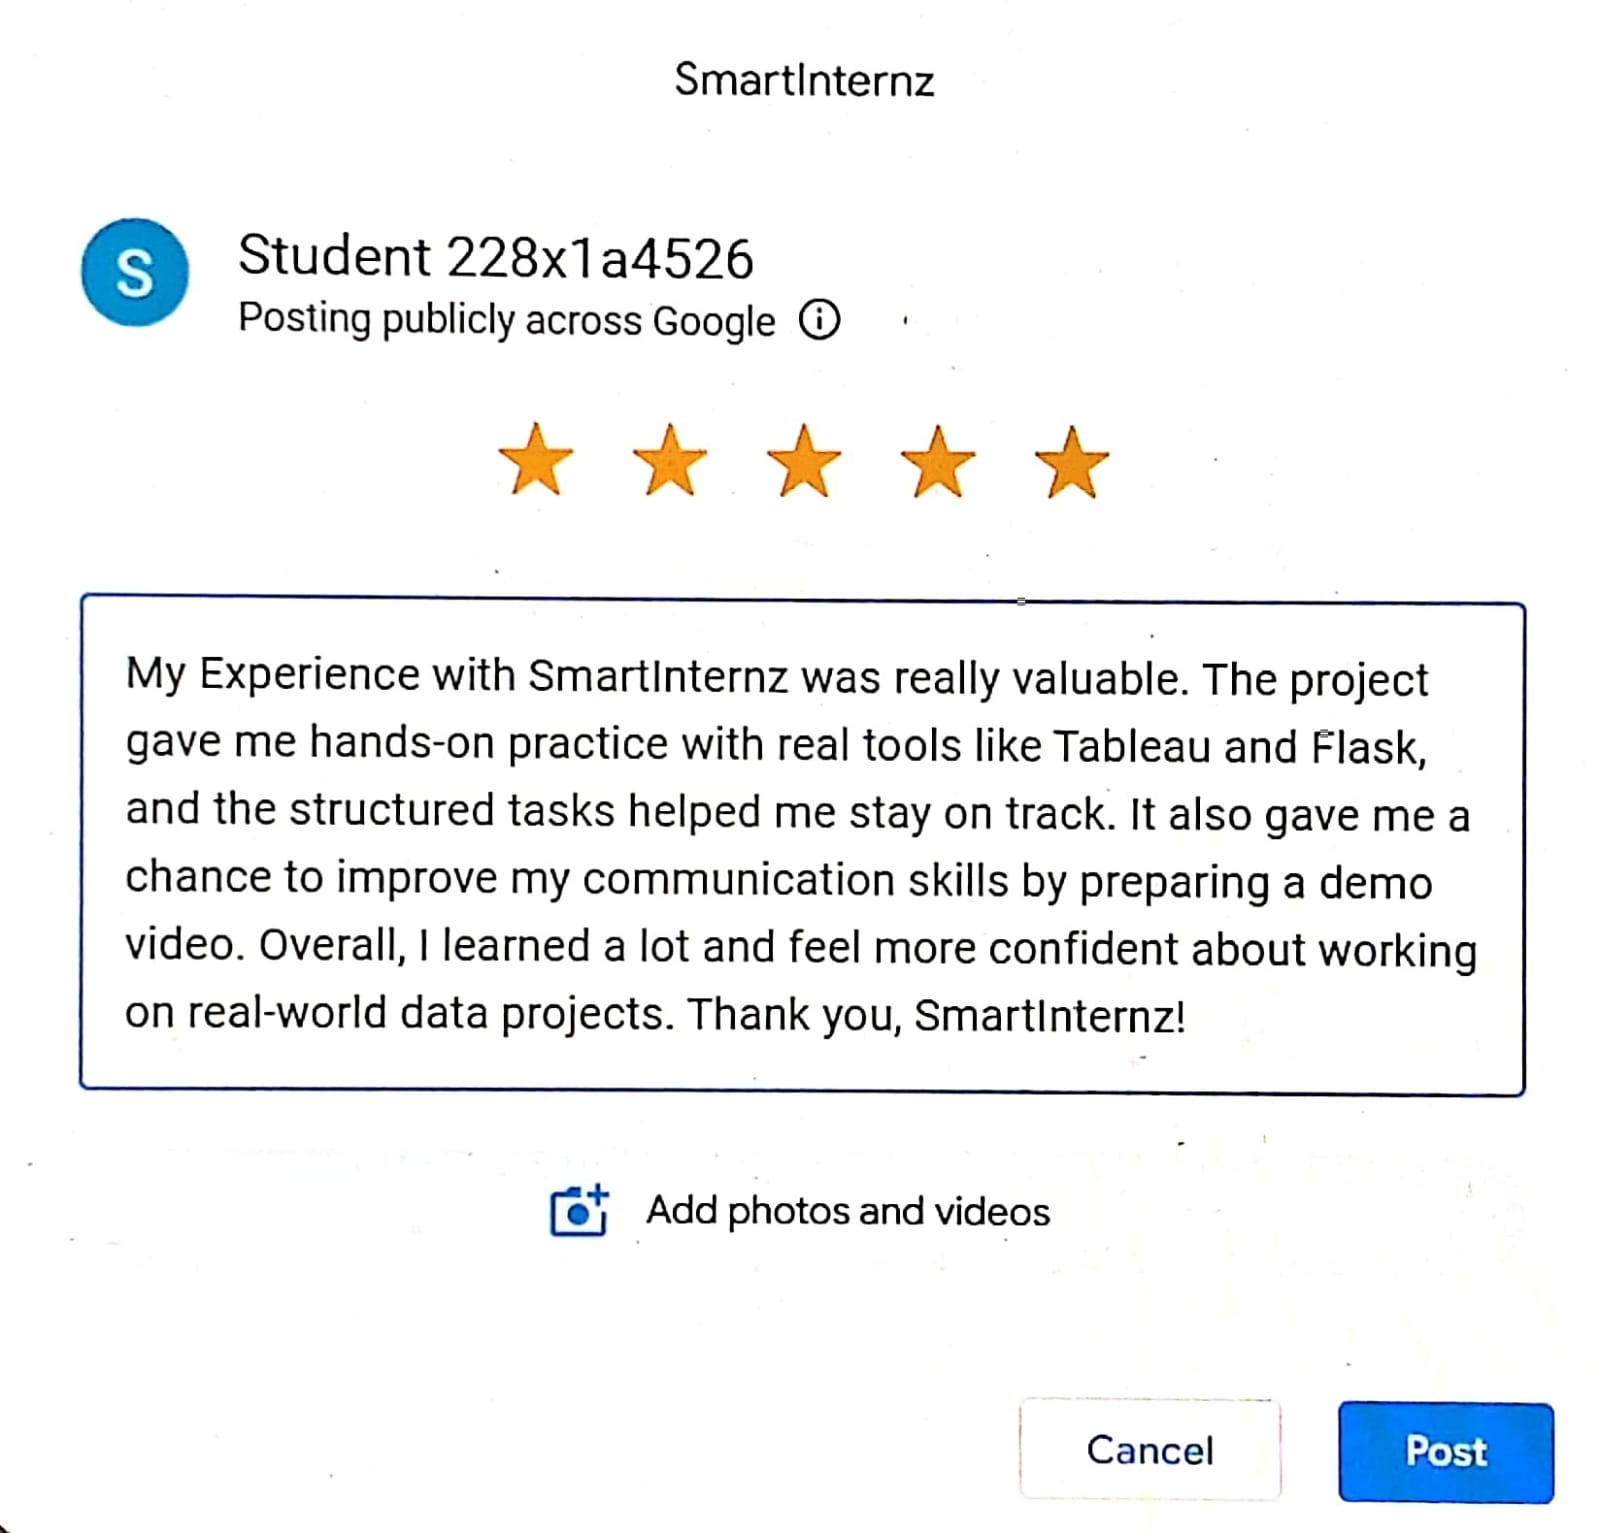 SmartInternz
S
Student 228x1a4526
Posting publicly across Google
My Experience with SmartInternz was really valuable. The project
gave me hands-on practice with real tools like Tableau and Flask,
and the structured tasks helped me stay on track. It also gave me a
chance to improve my communication skills by preparing a demo
video. Overall, I learned a lot and feel more confident about working
on real-world data projects. Thank you, SmartInternz!
Add photos and videos
Cancel
Post